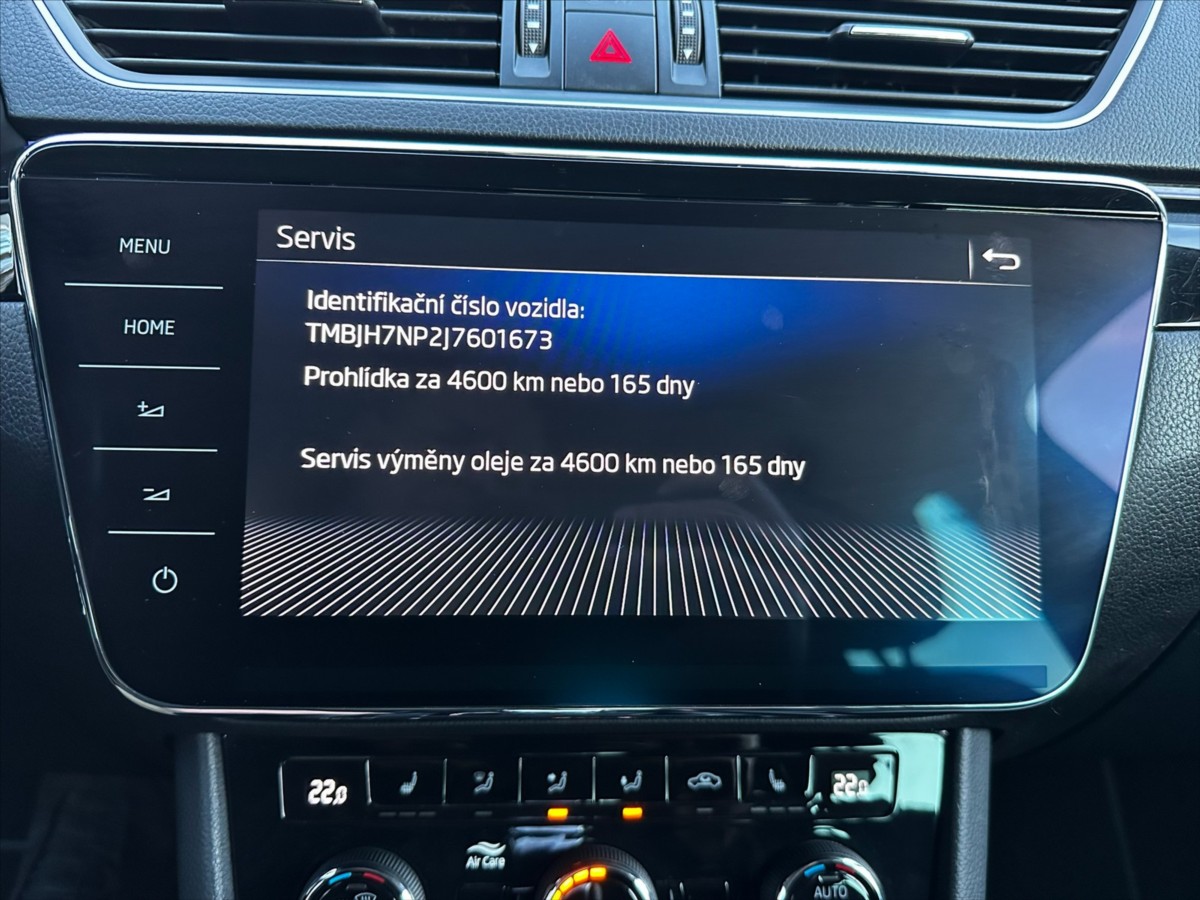 MENU
Servis
HOME
Identifikační číslo vozidla:
TMBJH7NP2J7601673
Prohlídka za 4600 km nebo 165 dny
Servis výměny oleje za 4600 km nebo 165 dny
22,0
22,0
Air Care
AUTO